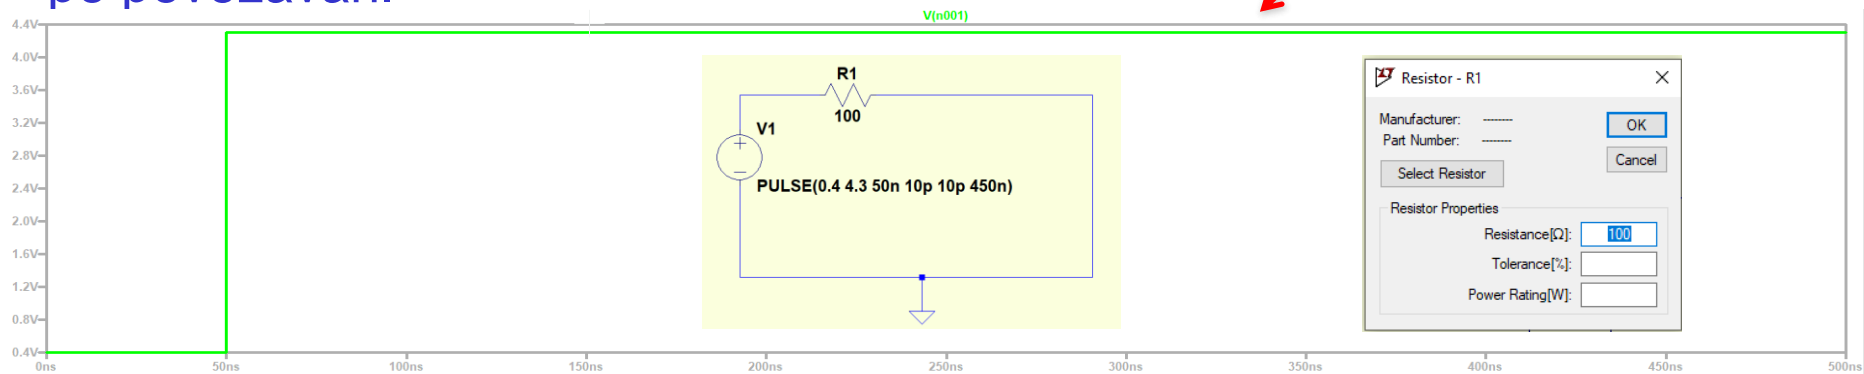 po povezavah.
V(n001)
4.4V
4.0V
3.6V
3.2V
2.8V
2.4V
2.0V
1.6V
1.2V
0.8V
0.4V
R1
100
V1
PULSE(0.4 4.3 50n 10p 10p 450n)
Resistor - R1
Manufacturer: --------
OK
Part Number: --------
Cancel
Select Resistor
Resistor Properties
Resistance[Ω]: 100
Tolerance[%]:
Power Rating[W]:
0ns 50ns 100ns 150ns 200ns 250ns 300ns 350ns 400ns 450ns 500ns